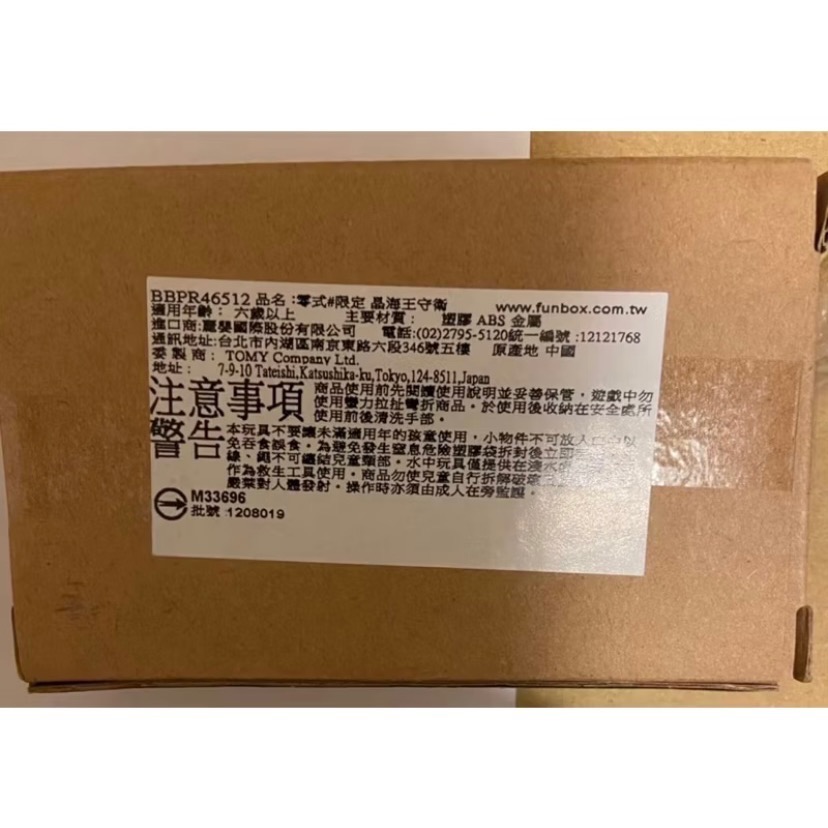 BBPR46512 品名：零式#限定 晶海王守衛 www.funbox.com.tw
適用年齡： 六歲以上 主要材質： 塑膠 ABS 金屬
進口商:麗嬰國際股份有限公司 電話:(02)2795-5120統一編號:12121768
通訊地址:台北市內湖區南京東路六段346號五樓 原產地 中國
委製商： TOMY Company Ltd.
地址： 7-9-10 Tateishi,Katsushika-ku,Tokyo,124-8511,Japan
注意事項 商品使用前先閱讀使用說明並妥善保管，遊戲中勿
使用蠻力拉扯彎折商品。於使用後收納在安全處所
使用前後清洗手部。
警告 本玩具不要讓未滿適用年的孩童使用，小物件不可放入口中以
免吞食誤食。為避免發生窒息危險塑膠袋拆封後立即
線、繩不可纏結兒童頸部。水中玩具僅提供在淺水
作為救生工具使用。商品勿使兒童自行拆解破壞
嚴禁對人體發射。操作時亦須由成人在旁監護。
M33696
批號 1208019